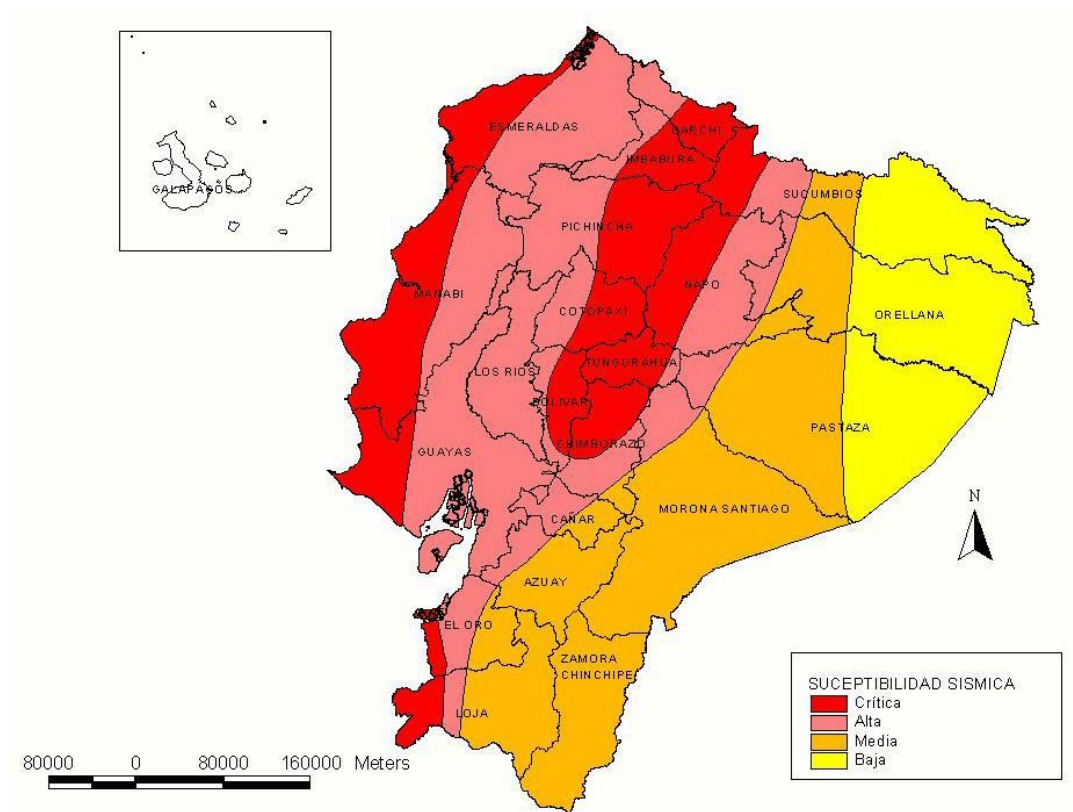 GALAPAGOS
ESMERALDAS
CARCHI
IMBABURA
SUCUMBIOS
PICHINCHA
MANABI
NAPO
COTOPAXI
ORELLANA
TUNGURAHUA
LOS RIOS
BOLIVAR
PASTAZA
CHIMBORAZO
GUAYAS
MORONA SANTIAGO
CAÑAR
AZUAY
EL ORO
ZAMORA
CHINCHIPE
LOJA
N
SUCEPTIBILIDAD SISMICA
Crítica
Alta
Media
Baja
80000 0 80000 160000 Meters